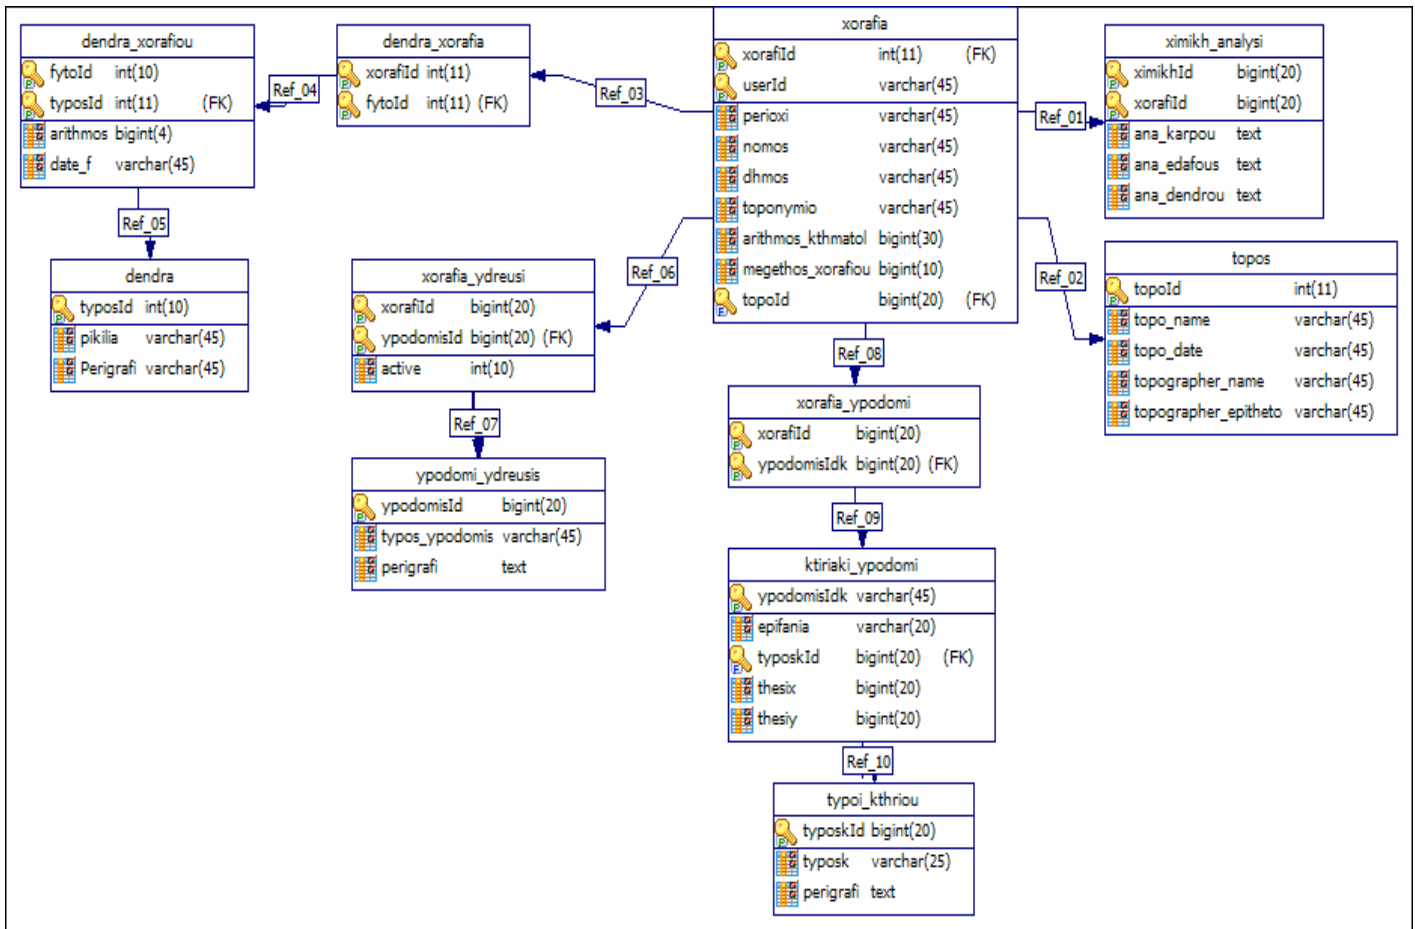 dendra_xorafiou
fytoId int(10)
typosId int(11) (FK)
arithmos bigint(4)
date_f varchar(45)
Ref_04
dendra_xorafia
xorafiId int(11)
fytoId int(11) (FK)
Ref_03
xorafia
xorafiId int(11) (FK)
userId varchar(45)
perioxi varchar(45)
nomos varchar(45)
dhmos varchar(45)
toponymio varchar(45)
arithmos_kthmatol bigint(30)
megethos_xorafiou bigint(10)
topoId bigint(20) (FK)
Ref_01
ximikh_analysi
ximikhId bigint(20)
xorafiId bigint(20)
ana_karpou text
ana_edafous text
ana_dendrou text
Ref_05
dendra
typosId int(10)
pikilia varchar(45)
Perigrafi varchar(45)
xorafia_ydreusi
xorafiId bigint(20)
ypodomisId bigint(20) (FK)
active int(10)
Ref_06
Ref_02
topos
topoId int(11)
topo_name varchar(45)
topo_date varchar(45)
topographer_name varchar(45)
topographer_epitheto varchar(45)
Ref_07
ypodomi_ydreusis
ypodomisId bigint(20)
typos_ypodomis varchar(45)
perigrafi text
Ref_08
xorafia_ypodomi
xorafiId bigint(20)
ypodomisIdk bigint(20) (FK)
Ref_09
ktiriaki_ypodomi
ypodomisIdk varchar(45)
epifania varchar(20)
typoskId bigint(20) (FK)
thesix bigint(20)
thesiy bigint(20)
Ref_10
typoi_kthriou
typoskId bigint(20)
typosk varchar(25)
perigrafi text